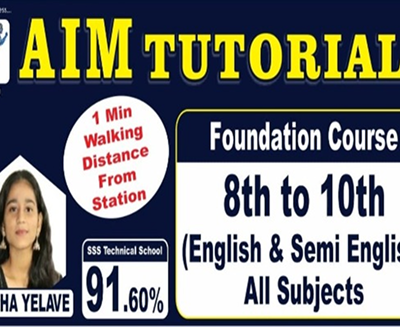 AIM TUTORIAL
1 Min
Walking
Distance
From
Station
Foundation Course
8th to 10th
(English & Semi Englis
All Subjects
SSS Technical School
91.60%
HA YELAVE